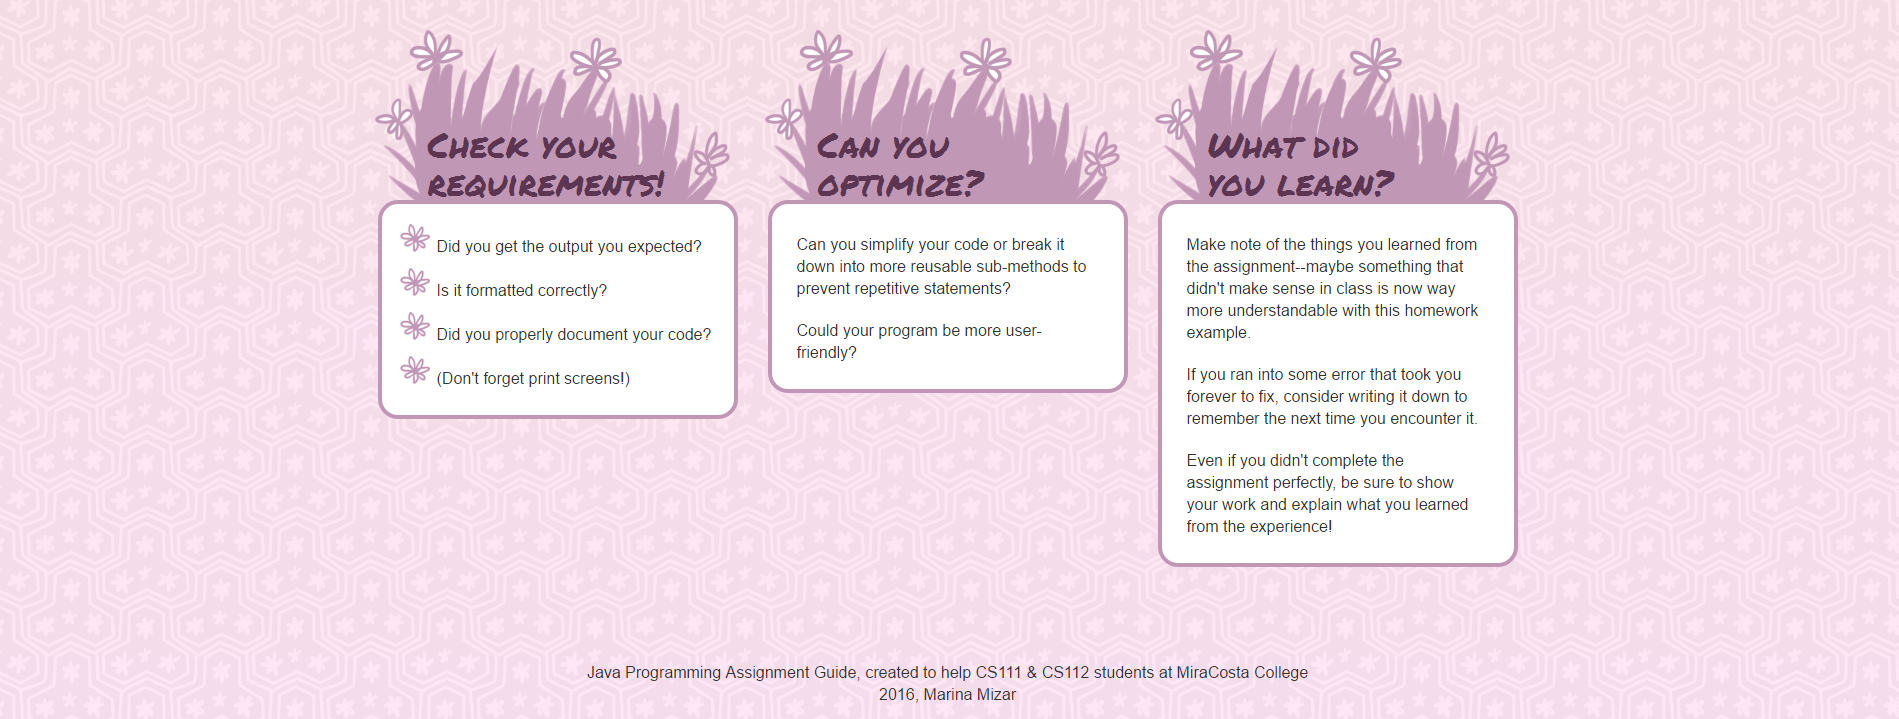 Check your
requirements!
Did you get the output you expected?
Is it formatted correctly?
Did you properly document your code?
(Don't forget print screens!)
Can you
optimize?
Can you simplify your code or break it
down into more reusable sub-methods to
prevent repetitive statements?
Could your program be more user-
friendly?
What did
you learn?
Make note of the things you learned from
the assignment--maybe something that
didn't make sense in class is now way
more understandable with this homework
example.
If you ran into some error that took you
forever to fix, consider writing it down to
remember the next time you encounter it.
Even if you didn't complete the
assignment perfectly, be sure to show
your work and explain what you learned
from the experience!
Java Programming Assignment Guide, created to help CS111 & CS112 students at MiraCosta College
2016, Marina Mizar